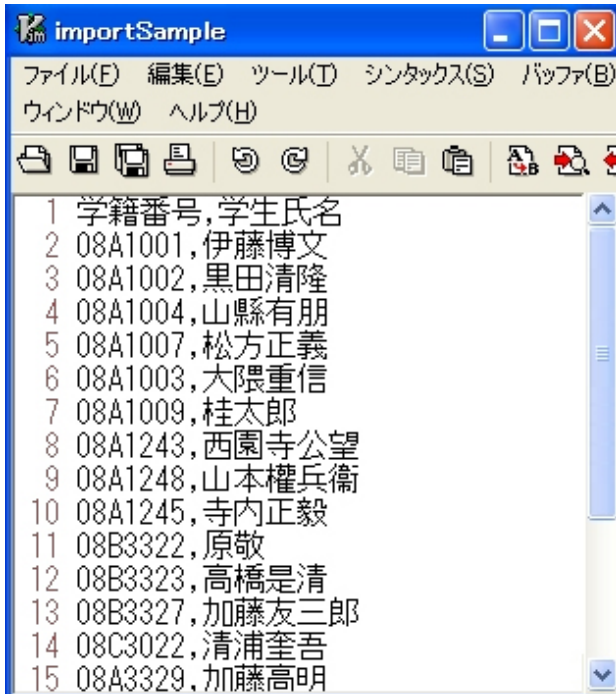 importSample
ファイル(F) 編集(E) ツール(T) シンタックス(S) バッファ(B)
ウィンドウ(W) ヘルプ(H)
1 学籍番号,学生氏名
2 08A1001,伊藤博文
3 08A1002,黒田清隆
4 08A1004,山縣有朋
5 08A1007,松方正義
6 08A1003,大隈重信
7 08A1009,桂太郎
8 08A1243,西園寺公望
9 08A1248,山本權兵衞
10 08A1245,寺内正毅
11 08B3322,原敬
12 08B3323,高橋是清
13 08B3327,加藤友三郎
14 08C3022,清浦奎吾
15 08A3329,加藤高明